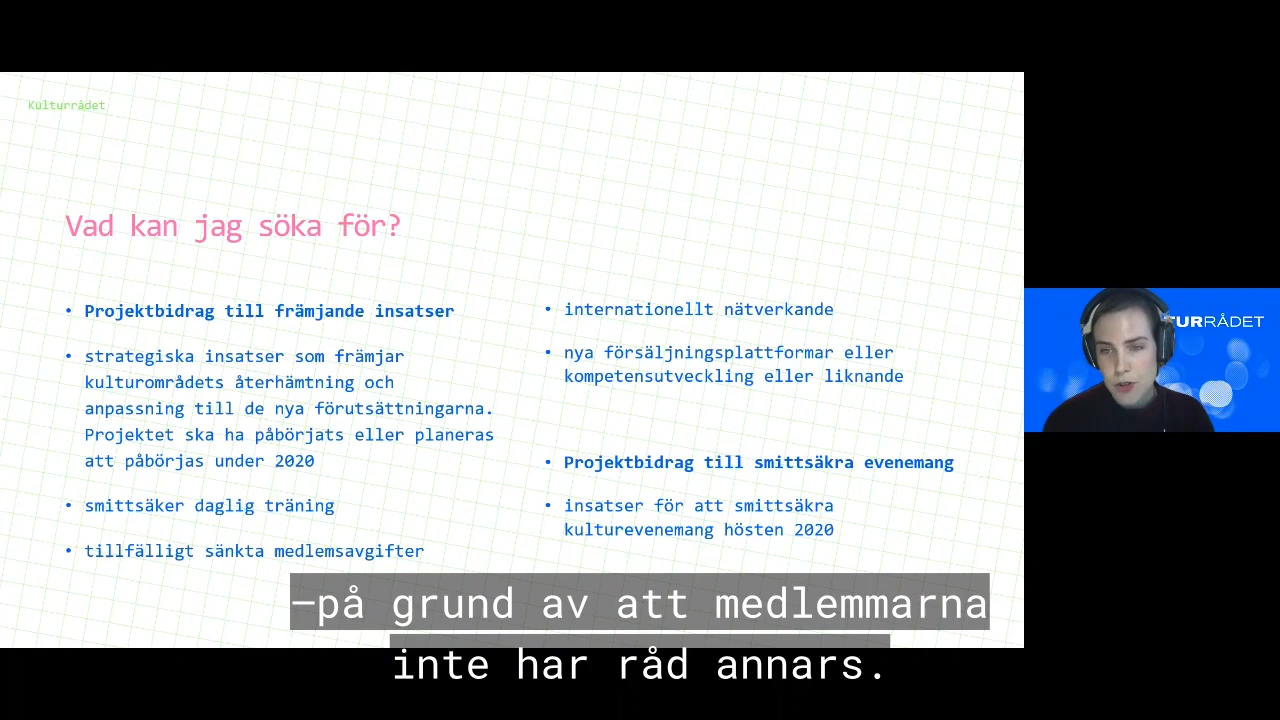 Kulturrådet
Vad kan jag söka för?
• Projektbidrag till främjande insatser
• strategiska insatser som främjar
kulturområdets återhämtning och
anpassning till de nya förutsättningarna.
Projektet ska ha påbörjats eller planeras
att påbörjas under 2020
• smittsäker daglig träning
• tillfälligt sänkta medlemsavgifter
• internationellt nätverkande
• nya försäljningsplattformar eller
kompetensutveckling eller liknande
• Projektbidrag till smittsäkra evenemang
• insatser för att smittsäkra
kulturevenemang hösten 2020
TURRÅDET
–på grund av att medlemmarna
inte har råd annars.